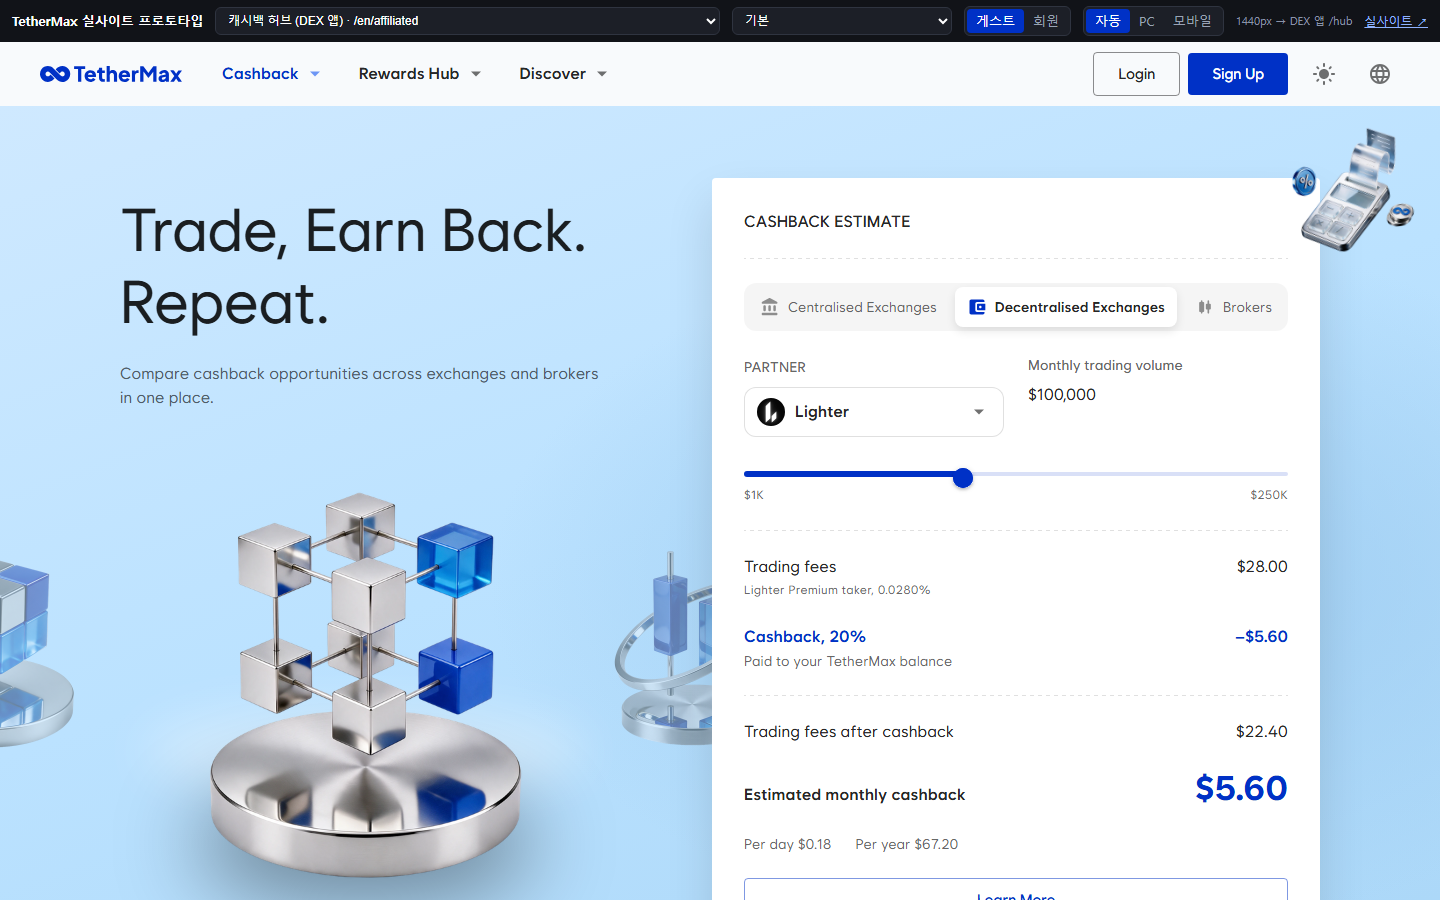 TetherMax 실사이트 프로토타입
캐시백 허브 (DEX 앱) · /en/affiliated
기본
게스트 회원
자동 PC 모바일
1440px → DEX 앱 /hub
실사이트 ↗
TetherMax
Cashback
Rewards Hub
Discover
Login
Sign Up
Trade, Earn Back.
Repeat.
Compare cashback opportunities across exchanges and brokers
in one place.
CASHBACK ESTIMATE
Centralised Exchanges
Decentralised Exchanges
Brokers
PARTNER
Lighter
Monthly trading volume
$100,000
$1K
$250K
Trading fees
$28.00
Lighter Premium taker, 0.0280%
Cashback, 20%
−$5.60
Paid to your TetherMax balance
Trading fees after cashback
$22.40
Estimated monthly cashback
$5.60
Per day $0.18
Per year $67.20
Learn More